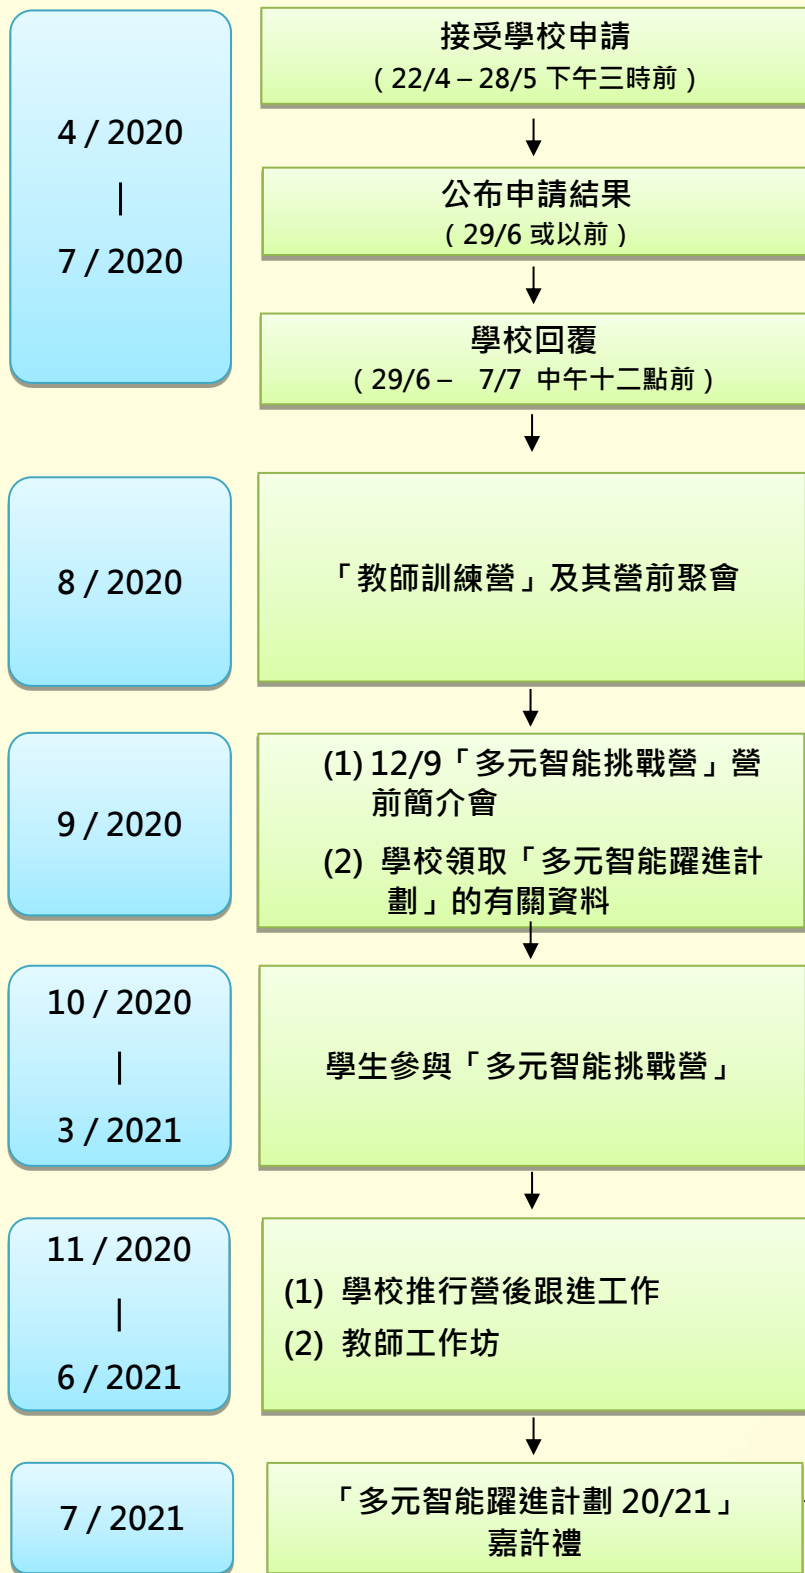 4 / 2020
|
7 / 2020
接受學校申請
( 22/4 – 28/5 下午三時前 )
公布申請結果
( 29/6 或以前 )
學校回覆
( 29/6 – 7/7 中午十二點前 )
8 / 2020
「教師訓練營」及其營前聚會
9 / 2020
(1) 12/9「多元智能挑戰營」營
前簡介會
(2) 學校領取「多元智能躍進計
劃」的有關資料
10 / 2020
|
3 / 2021
學生參與「多元智能挑戰營」
11 / 2020
|
6 / 2021
(1) 學校推行營後跟進工作
(2) 教師工作坊
7 / 2021
「多元智能躍進計劃 20/21」
嘉許禮